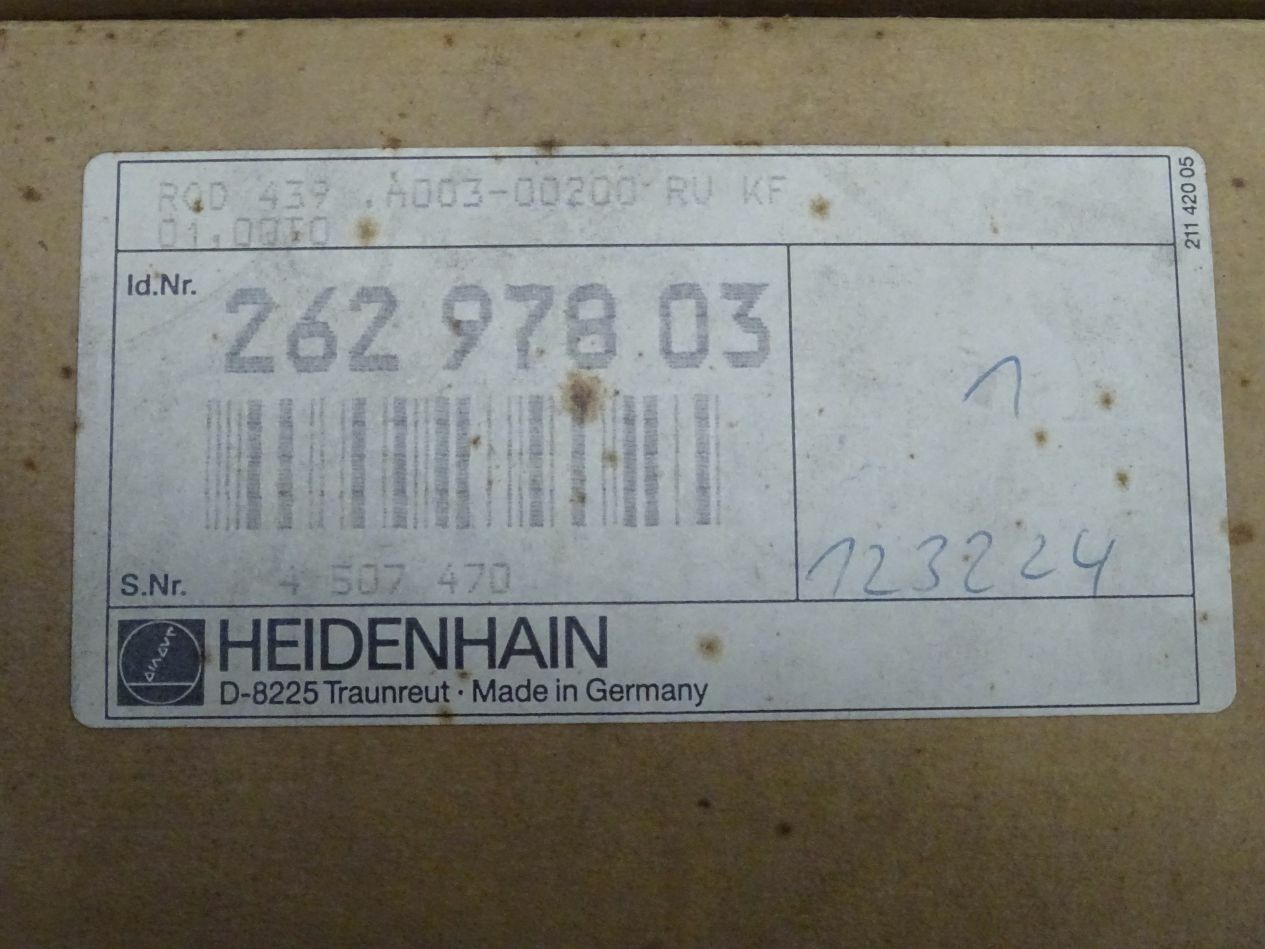 ROD 439 .A003-00200 RV KF
01.00TO
211 420 05
Id.Nr. 262 978 03
1
S.Nr. 4 507 470
123224
HEIDENHAIN
D-8225 Traunreut · Made in Germany